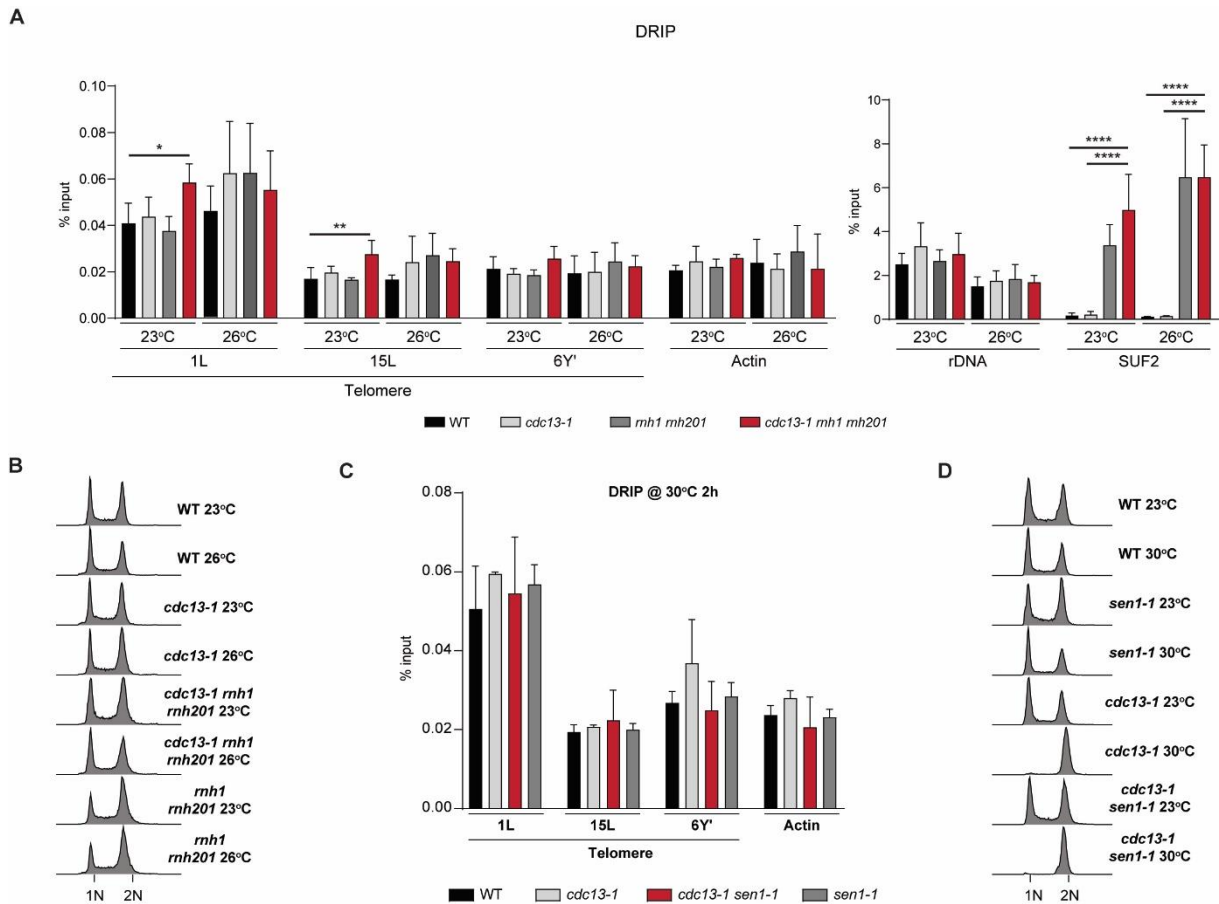 A
DRIP
0.10
0.08
0.06
0.04
0.02
0.00
% input
*
**
23°C 26°C 23°C 26°C 23°C 26°C 23°C 26°C
1L 15L 6Y' Actin
Telomere
10
8
6
4
2
0
% input
****
****
****
****
23°C 26°C 23°C 26°C
rDNA SUF2
WT cdc13-1 rnh1 rnh201 cdc13-1 rnh1 rnh201
B
WT 23°C
WT 26°C
cdc13-1 23°C
cdc13-1 26°C
cdc13-1 rnh1
rnh201 23°C
cdc13-1 rnh1
rnh201 26°C
rnh1
rnh201 23°C
rnh1
rnh201 26°C
1N 2N
C
DRIP @ 30°C 2h
0.08
0.06
0.04
0.02
0.00
% input
1L 15L 6Y' Actin
Telomere
WT cdc13-1 cdc13-1 sen1-1 sen1-1
D
WT 23°C
WT 30°C
sen1-1 23°C
sen1-1 30°C
cdc13-1 23°C
cdc13-1 30°C
cdc13-1
sen1-1 23°C
cdc13-1
sen1-1 30°C
1N 2N